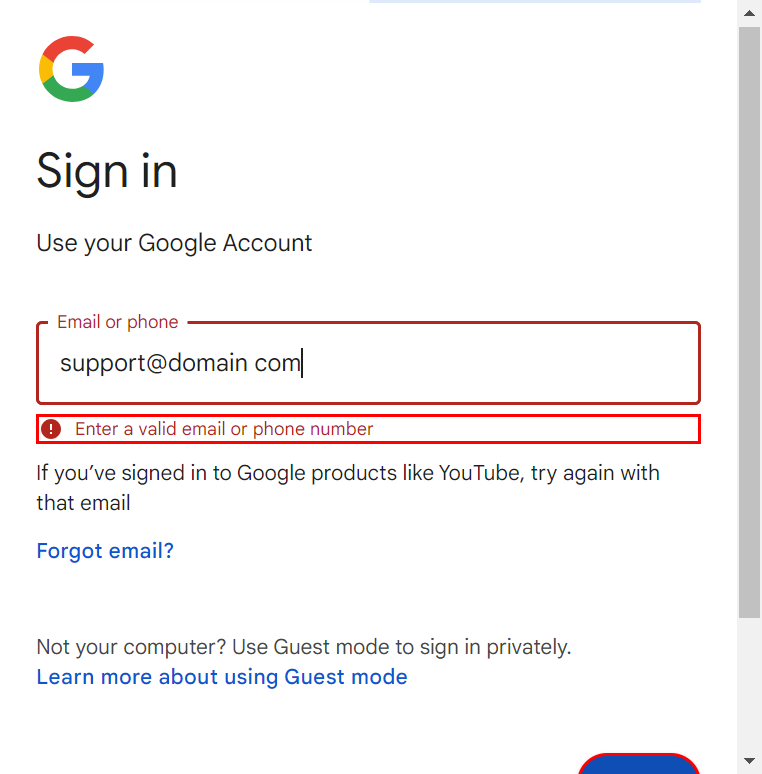 Sign in
Use your Google Account
Email or phone
support@domain com
Enter a valid email or phone number
If you’ve signed in to Google products like YouTube, try again with
that email
Forgot email?
Not your computer? Use Guest mode to sign in privately.
Learn more about using Guest mode